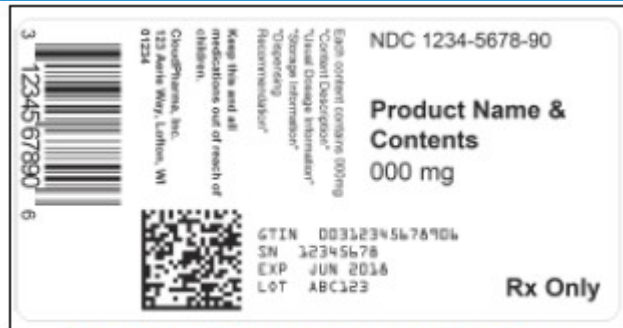 3 12345 67890 6
CloudPharma, Inc.
123 Aerie Way, Lofton, WI
01234
Keep this and all
medications out of reach of
children.
Each content contains 000mg
*Content Description*
*Usual Dosage Information*
*Storage Information*
*Dispensing
Recommendation*
NDC 1234-5678-90
Product Name &
Contents
000 mg
GTIN 00312345678906
SN 12345678
EXP JUN 2018
LOT ABC123
Rx Only